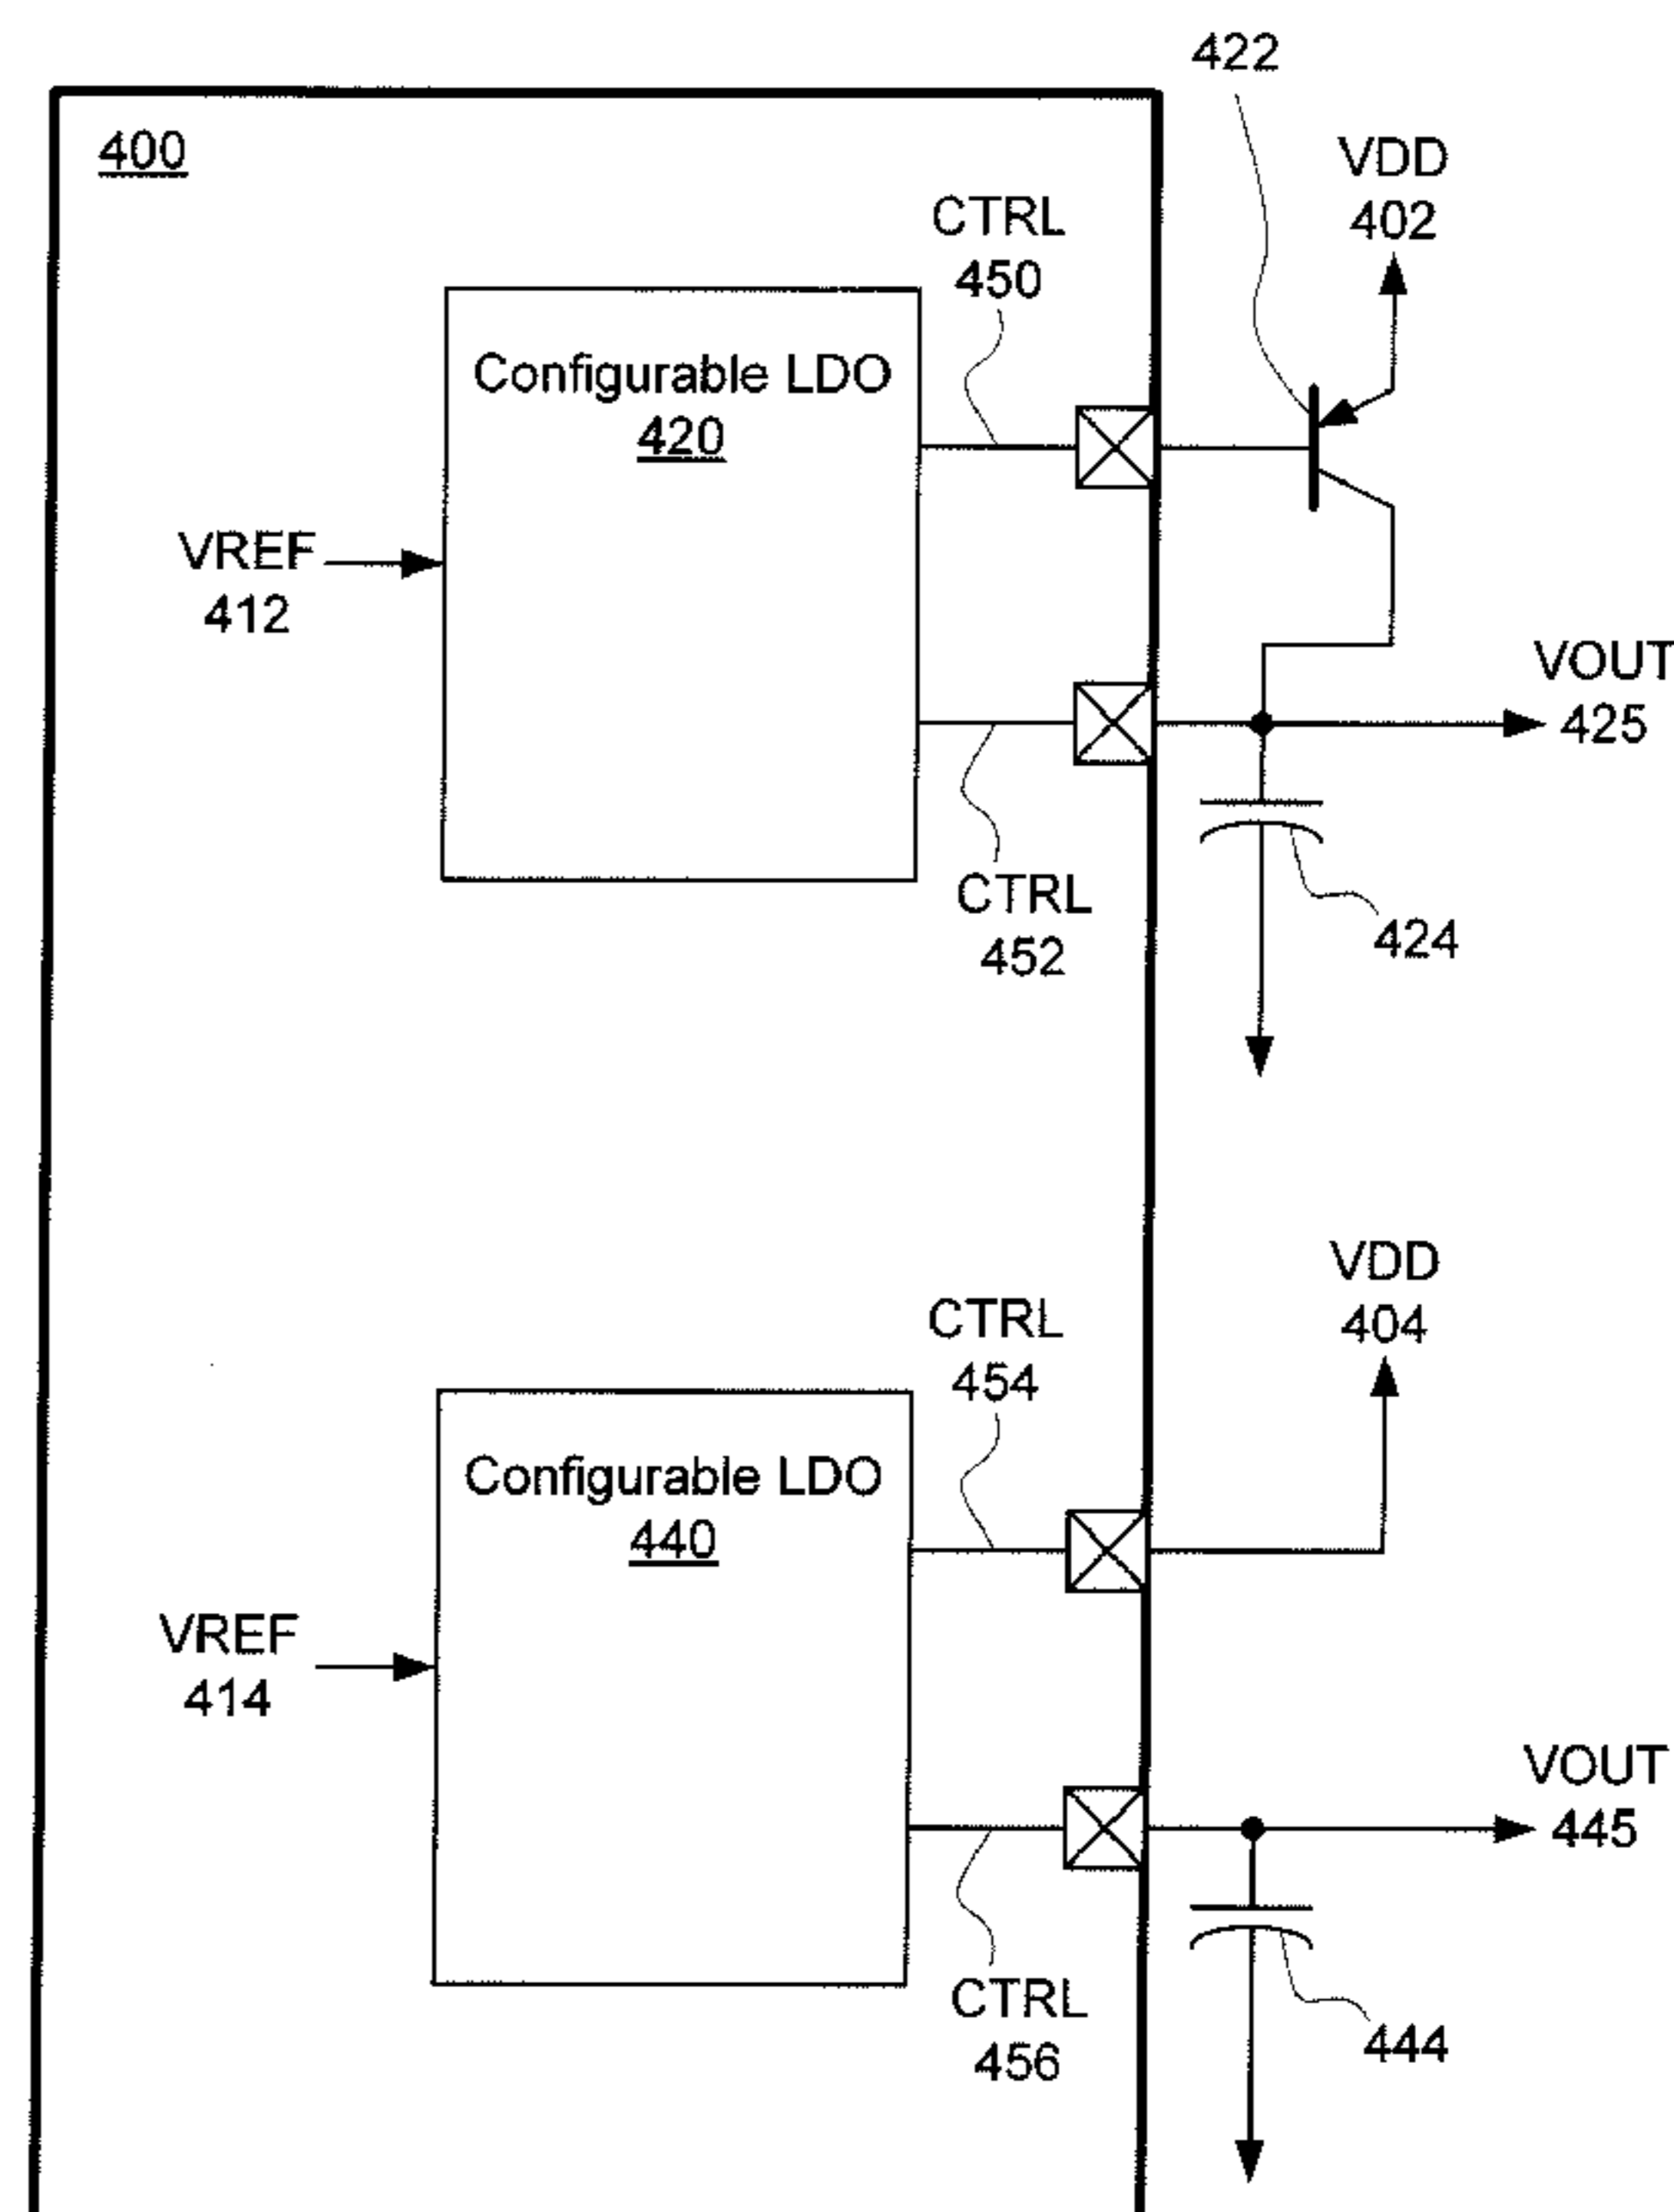 422
400
VDD
402
CTRL
450
Configurable LDO
420
VREF
412
VOUT
425
CTRL
452
424
VDD
404
CTRL
454
Configurable LDO
440
VREF
414
VOUT
445
CTRL
456
444